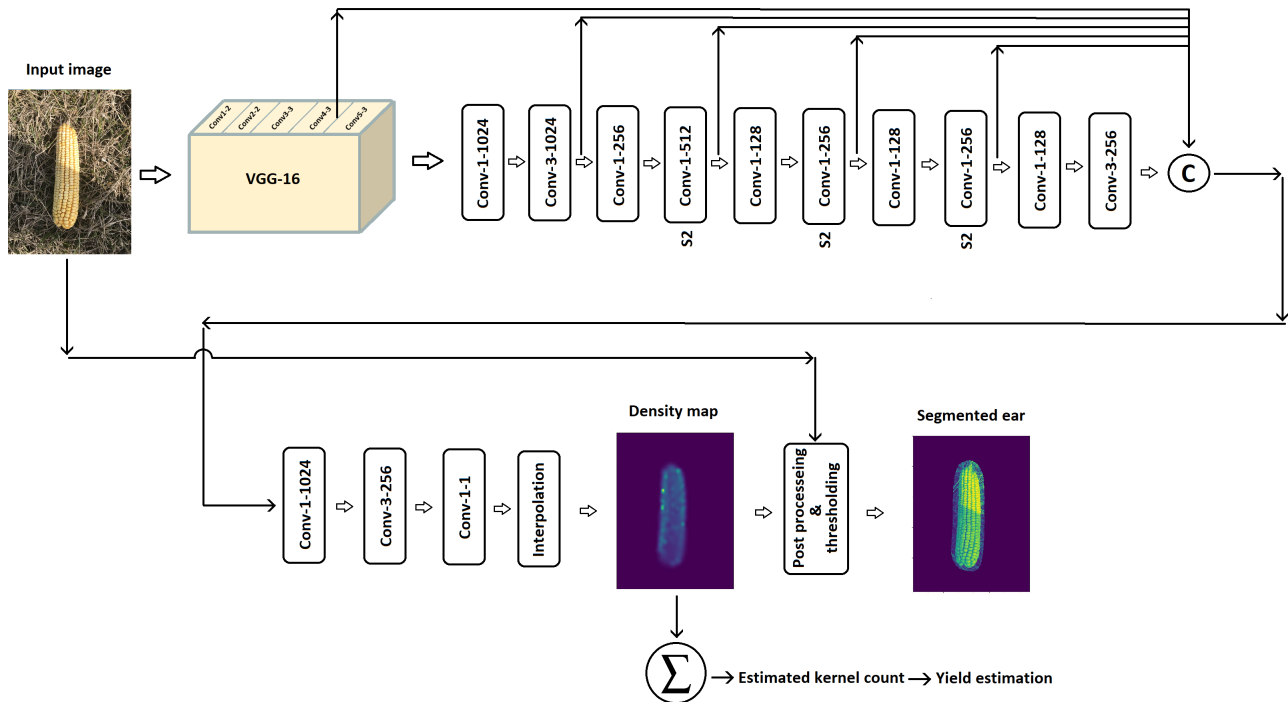 Input image
Conv1-2
Conv2-2
Conv3-3
Conv4-3
Conv5-3
VGG-16
Conv-1-1024
Conv-3-1024
Conv-1-256
Conv-1-512
S2
Conv-1-128
Conv-1-256
S2
Conv-1-128
Conv-1-256
S2
Conv-1-128
Conv-3-256
C
Conv-1-1024
Conv-3-256
Conv-1-1
Interpolation
Density map
Post processeing
&
thresholding
Segmented ear
Σ
Estimated kernel count
Yield estimation